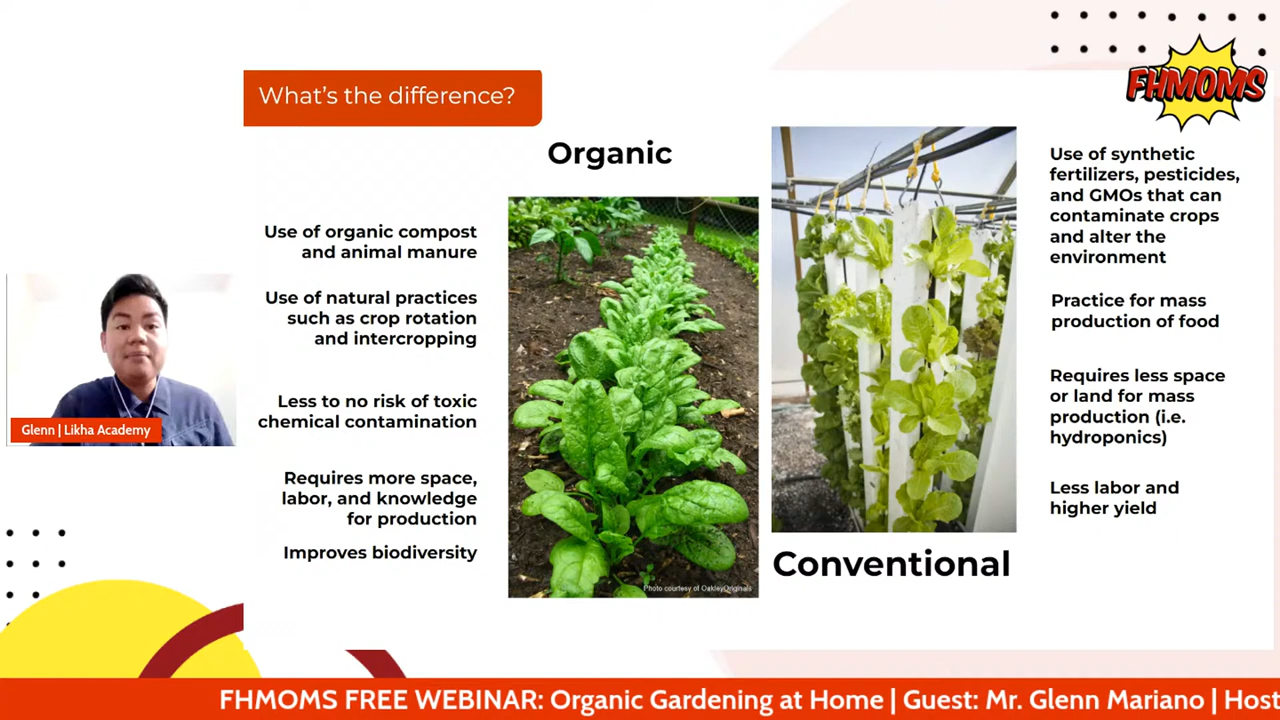 FHMOMS
What's the difference?
Organic
Use of organic compost
and animal manure
Use of natural practices
such as crop rotation
and intercropping
Less to no risk of toxic
chemical contamination
Requires more space,
labor, and knowledge
for production
Improves biodiversity
Photo courtesy of OakleyOriginals
Use of synthetic
fertilizers, pesticides,
and GMOs that can
contaminate crops
and alter the
environment
Practice for mass
production of food
Requires less space
or land for mass
production (i.e.
hydroponics)
Less labor and
higher yield
Conventional
Glenn | Likha Academy
FHMOMS FREE WEBINAR: Organic Gardening at Home | Guest: Mr. Glenn Mariano | Host